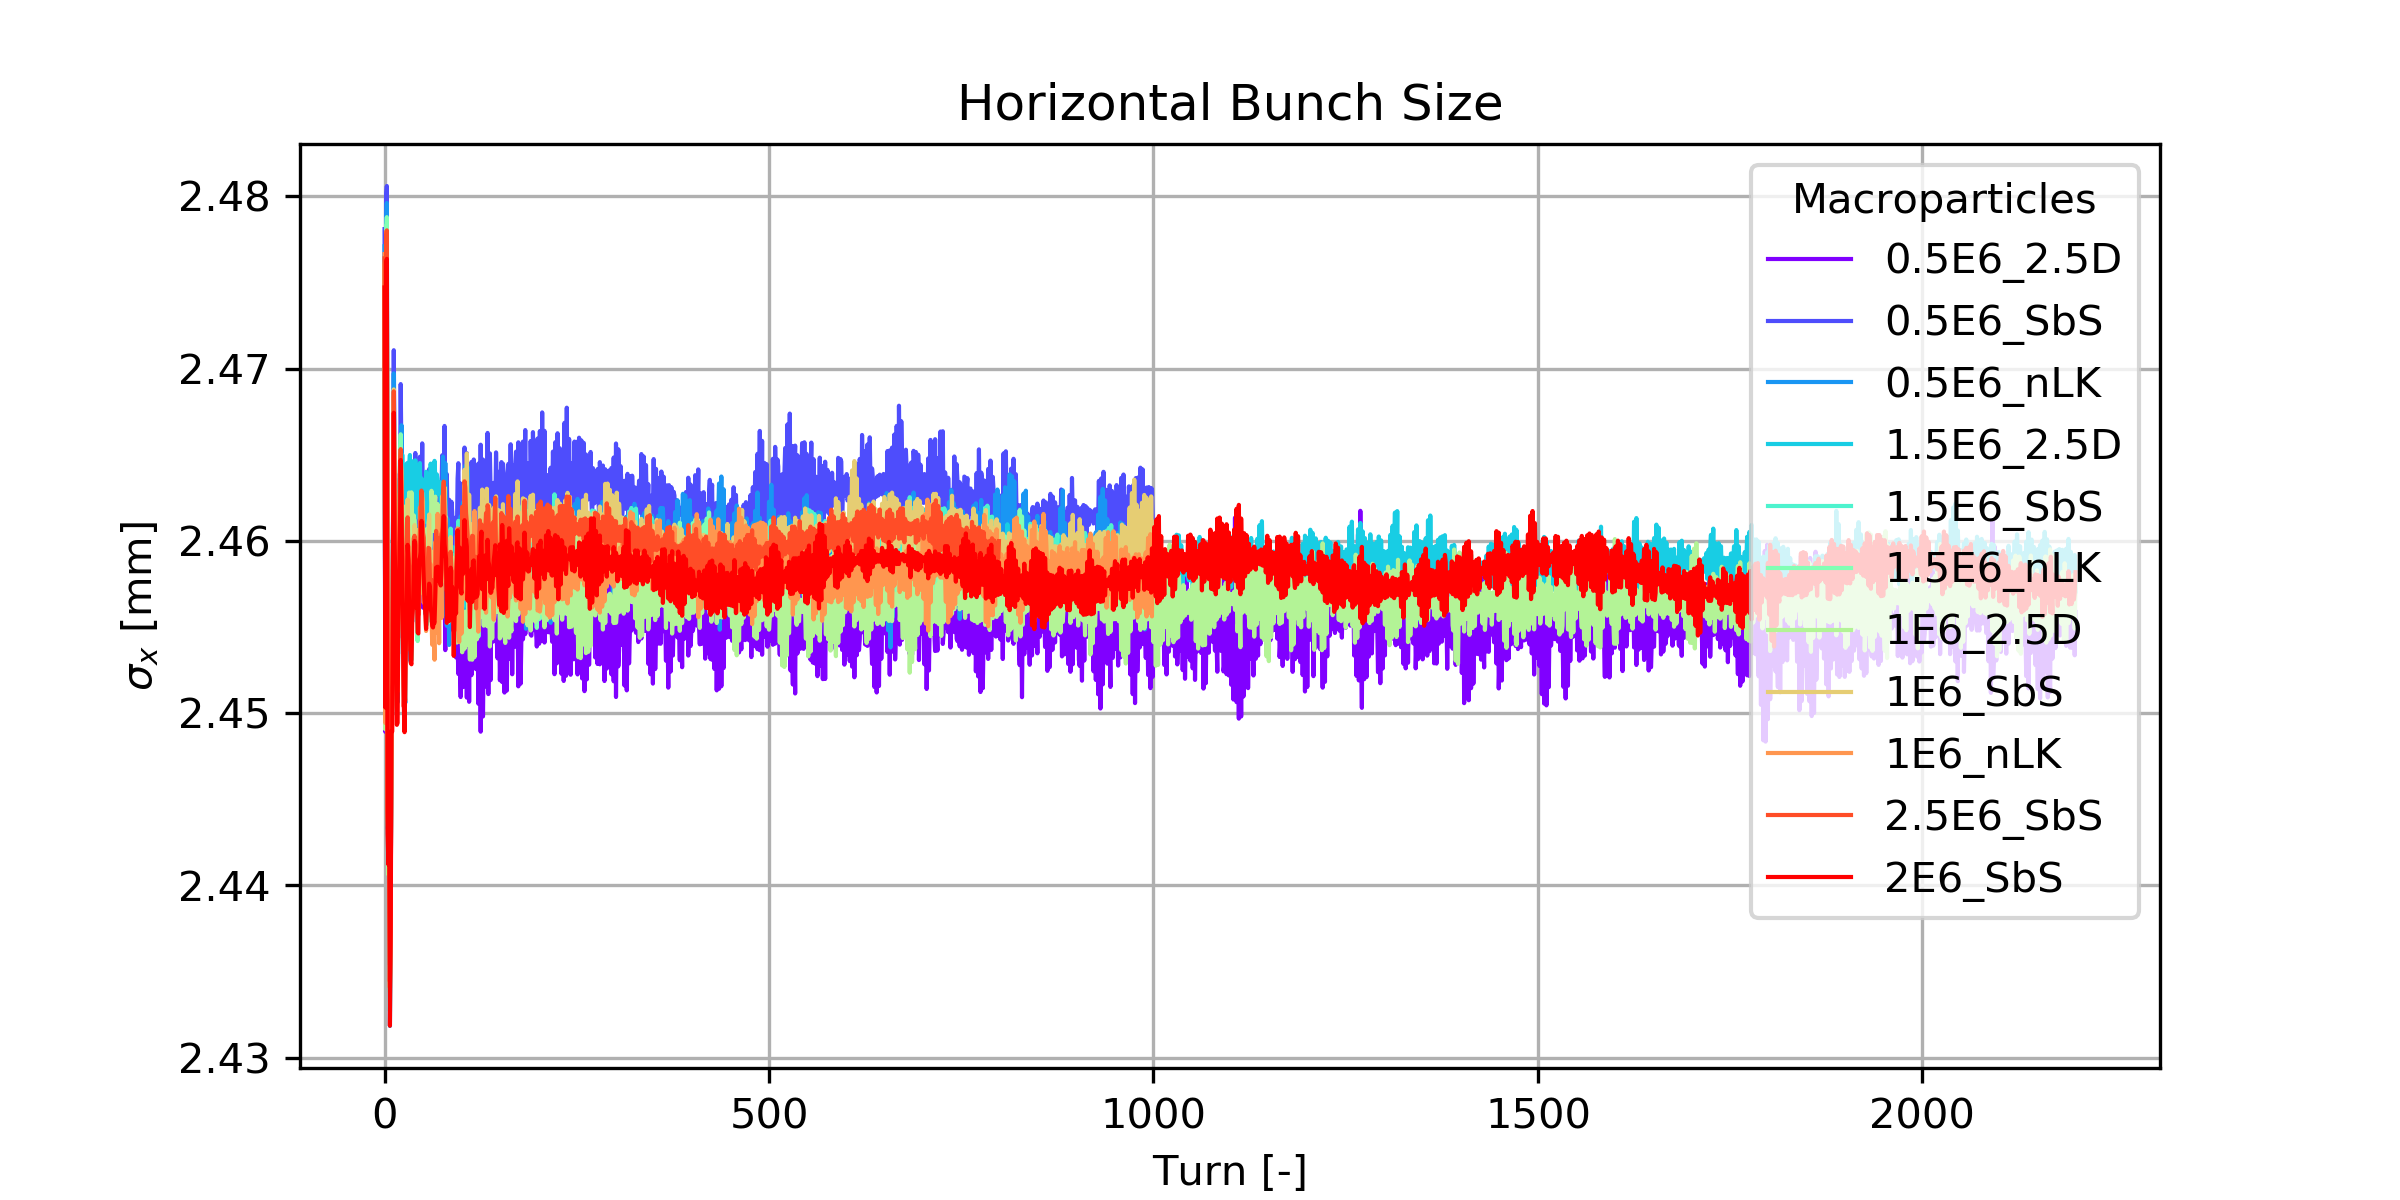 Horizontal Bunch Size
2.48
2.47
2.46
2.45
2.44
2.43
σx [mm]
0 500 1000 1500 2000
Turn [-]
Macroparticles
0.5E6_2.5D
0.5E6_SbS
0.5E6_nLK
1.5E6_2.5D
1.5E6_SbS
1.5E6_nLK
1E6_2.5D
1E6_SbS
1E6_nLK
2.5E6_SbS
2E6_SbS